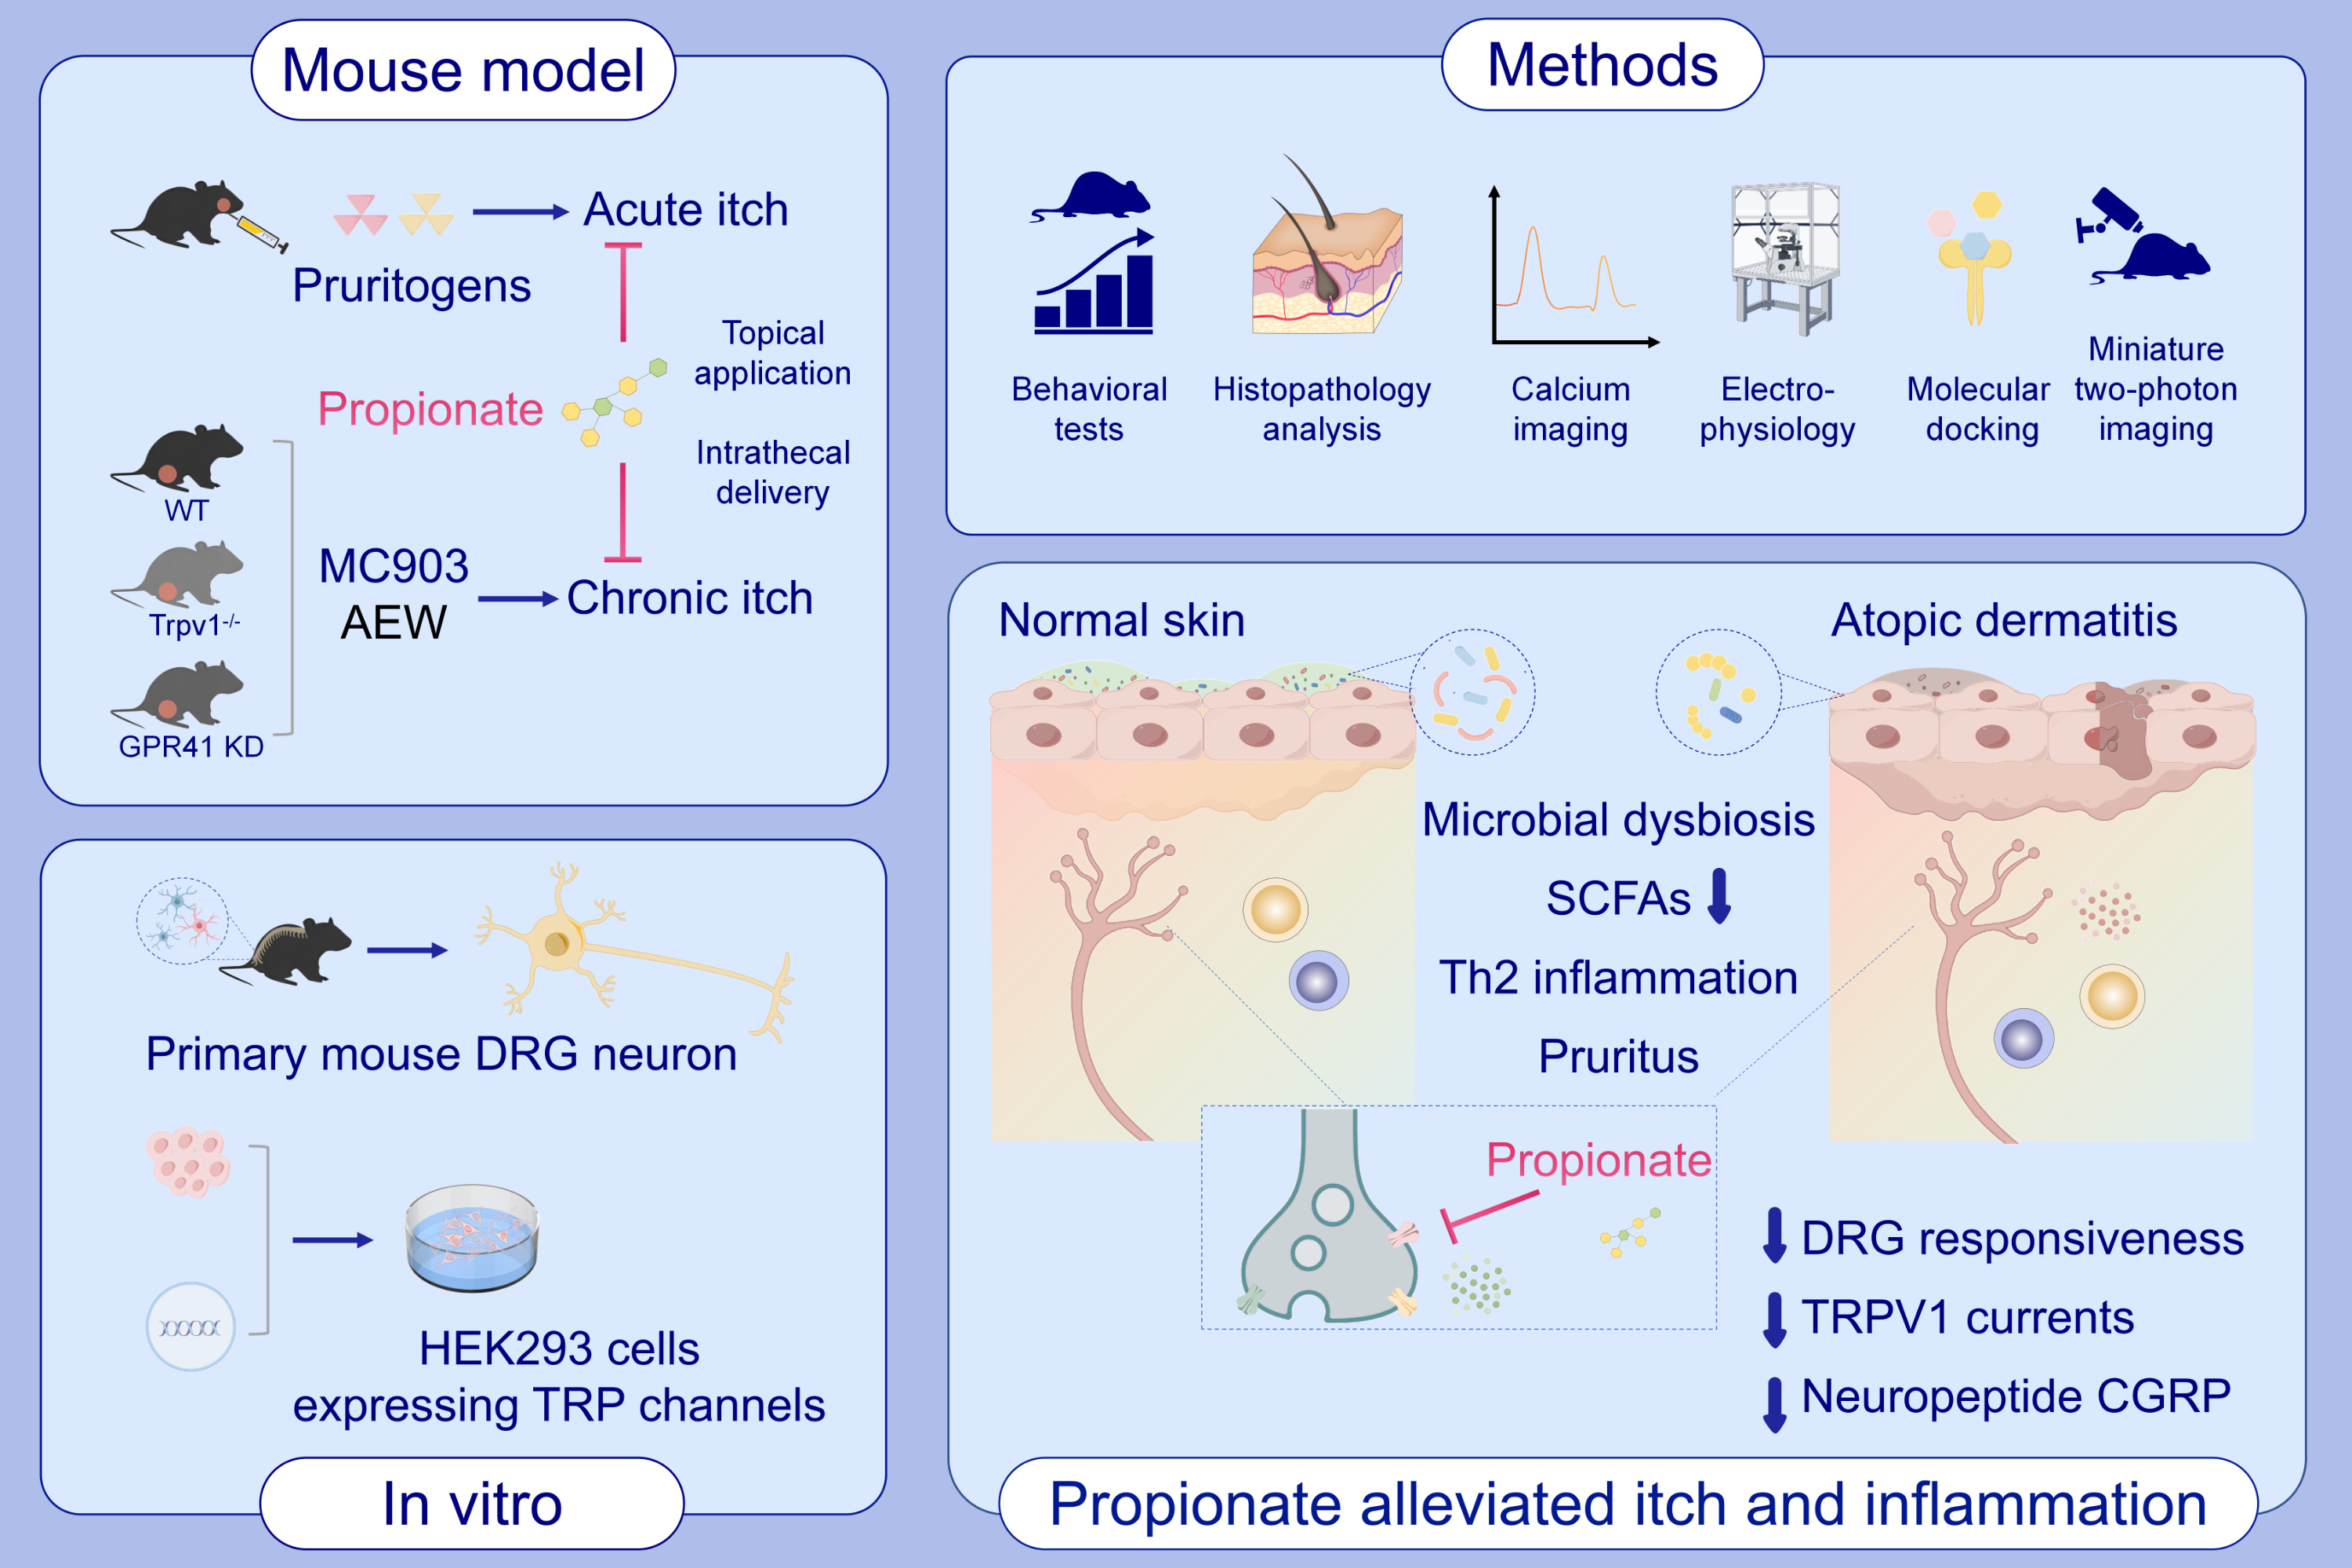 Mouse model
Acute itch
Pruritogens
Topical
application
Propionate
Intrathecal
delivery
WT
Trpv1-/-
GPR41 KD
MC903
AEW
Chronic itch
Primary mouse DRG neuron
HEK293 cells
expressing TRP channels
In vitro
Methods
Behavioral
tests
Histopathology
analysis
Calcium
imaging
Electro-
physiology
Molecular
docking
Miniature
two-photon
imaging
Normal skin
Atopic dermatitis
Microbial dysbiosis
SCFAs
Th2 inflammation
Pruritus
Propionate
DRG responsiveness
TRPV1 currents
Neuropeptide CGRP
Propionate alleviated itch and inflammation